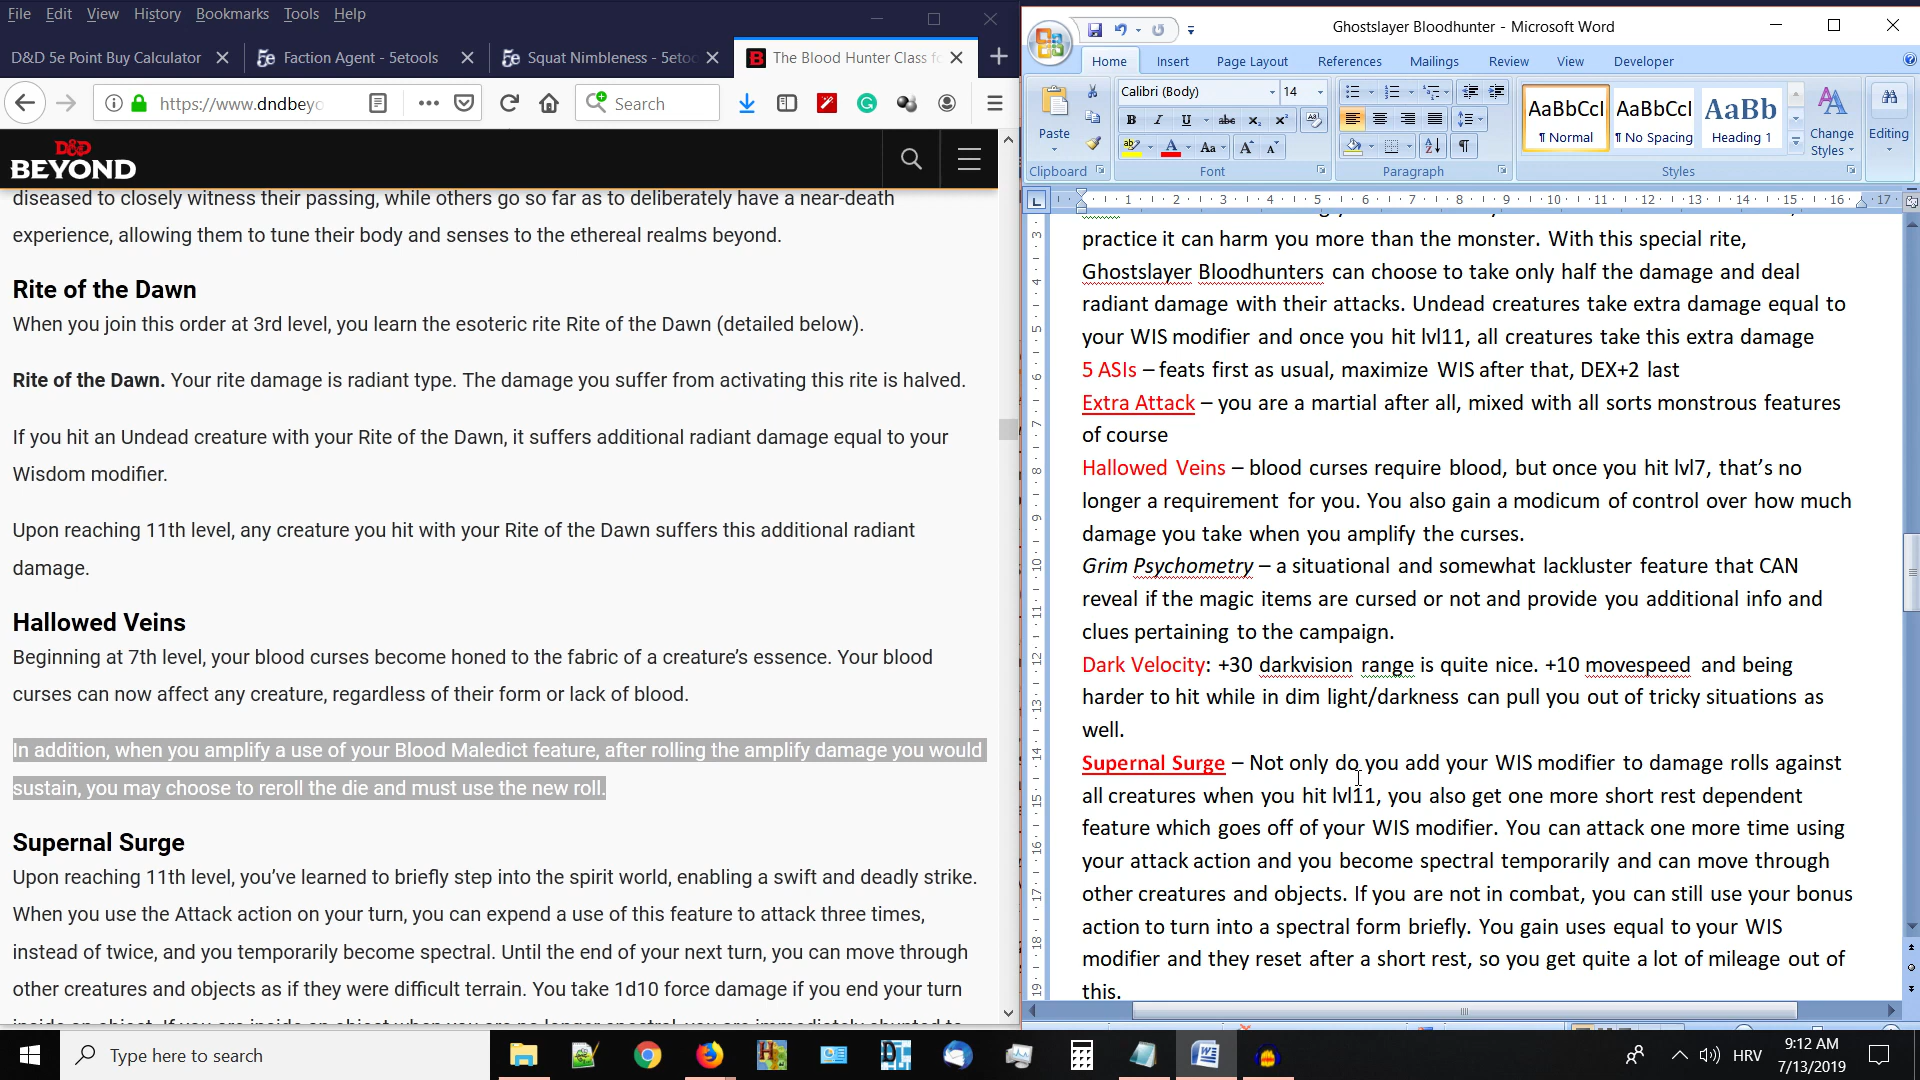 File Edit View History Bookmarks Tools Help
D&D 5e Point Buy Calculator
Faction Agent - 5etools
Squat Nimbleness - 5etoo
The Blood Hunter Class fo
https://www.dndbeyo
Search
D&D
BEYOND
diseased to closely witness their passing, while others go so far as to deliberately have a near-death
experience, allowing them to tune their body and senses to the ethereal realms beyond.
Rite of the Dawn
When you join this order at 3rd level, you learn the esoteric rite Rite of the Dawn (detailed below).
Rite of the Dawn. Your rite damage is radiant type. The damage you suffer from activating this rite is halved.
If you hit an Undead creature with your Rite of the Dawn, it suffers additional radiant damage equal to your
Wisdom modifier.
Upon reaching 11th level, any creature you hit with your Rite of the Dawn suffers this additional radiant
damage.
Hallowed Veins
Beginning at 7th level, your blood curses become honed to the fabric of a creature's essence. Your blood
curses can now affect any creature, regardless of their form or lack of blood.
In addition, when you amplify a use of your Blood Maledict feature, after rolling the amplify damage you would
sustain, you may choose to reroll the die and must use the new roll.
Supernal Surge
Upon reaching 11th level, you've learned to briefly step into the spirit world, enabling a swift and deadly strike.
When you use the Attack action on your turn, you can expend a use of this feature to attack three times,
instead of twice, and you temporarily become spectral. Until the end of your next turn, you can move through
other creatures and objects as if they were difficult terrain. You take 1d10 force damage if you end your turn
Ghostslayer Bloodhunter - Microsoft Word
Home Insert Page Layout References Mailings Review View Developer
Paste
Calibri (Body) 14
AaBbCcI AaBbCcI AaBb
¶ Normal ¶ No Spacing Heading 1
Change
Styles
Editing
Clipboard Font Paragraph Styles
1 2 3 4 5 6 7 8 9 10 11 12 13 14 15 16 17
practice it can harm you more than the monster. With this special rite,
Ghostslayer Bloodhunters can choose to take only half the damage and deal
radiant damage with their attacks. Undead creatures take extra damage equal to
your WIS modifier and once you hit lvl11, all creatures take this extra damage
5 ASIs – feats first as usual, maximize WIS after that, DEX+2 last
Extra Attack – you are a martial after all, mixed with all sorts monstrous features
of course
Hallowed Veins – blood curses require blood, but once you hit lvl7, that's no
longer a requirement for you. You also gain a modicum of control over how much
damage you take when you amplify the curses.
Grim Psychometry – a situational and somewhat lackluster feature that CAN
reveal if the magic items are cursed or not and provide you additional info and
clues pertaining to the campaign.
Dark Velocity: +30 darkvision range is quite nice. +10 movespeed and being
harder to hit while in dim light/darkness can pull you out of tricky situations as
well.
Supernal Surge – Not only do you add your WIS modifier to damage rolls against
all creatures when you hit lvl11, you also get one more short rest dependent
feature which goes off of your WIS modifier. You can attack one more time using
your attack action and you become spectral temporarily and can move through
other creatures and objects. If you are not in combat, you can still use your bonus
action to turn into a spectral form briefly. You gain uses equal to your WIS
modifier and they reset after a short rest, so you get quite a lot of mileage out of
this.
Type here to search
HRV
9:12 AM
7/13/2019